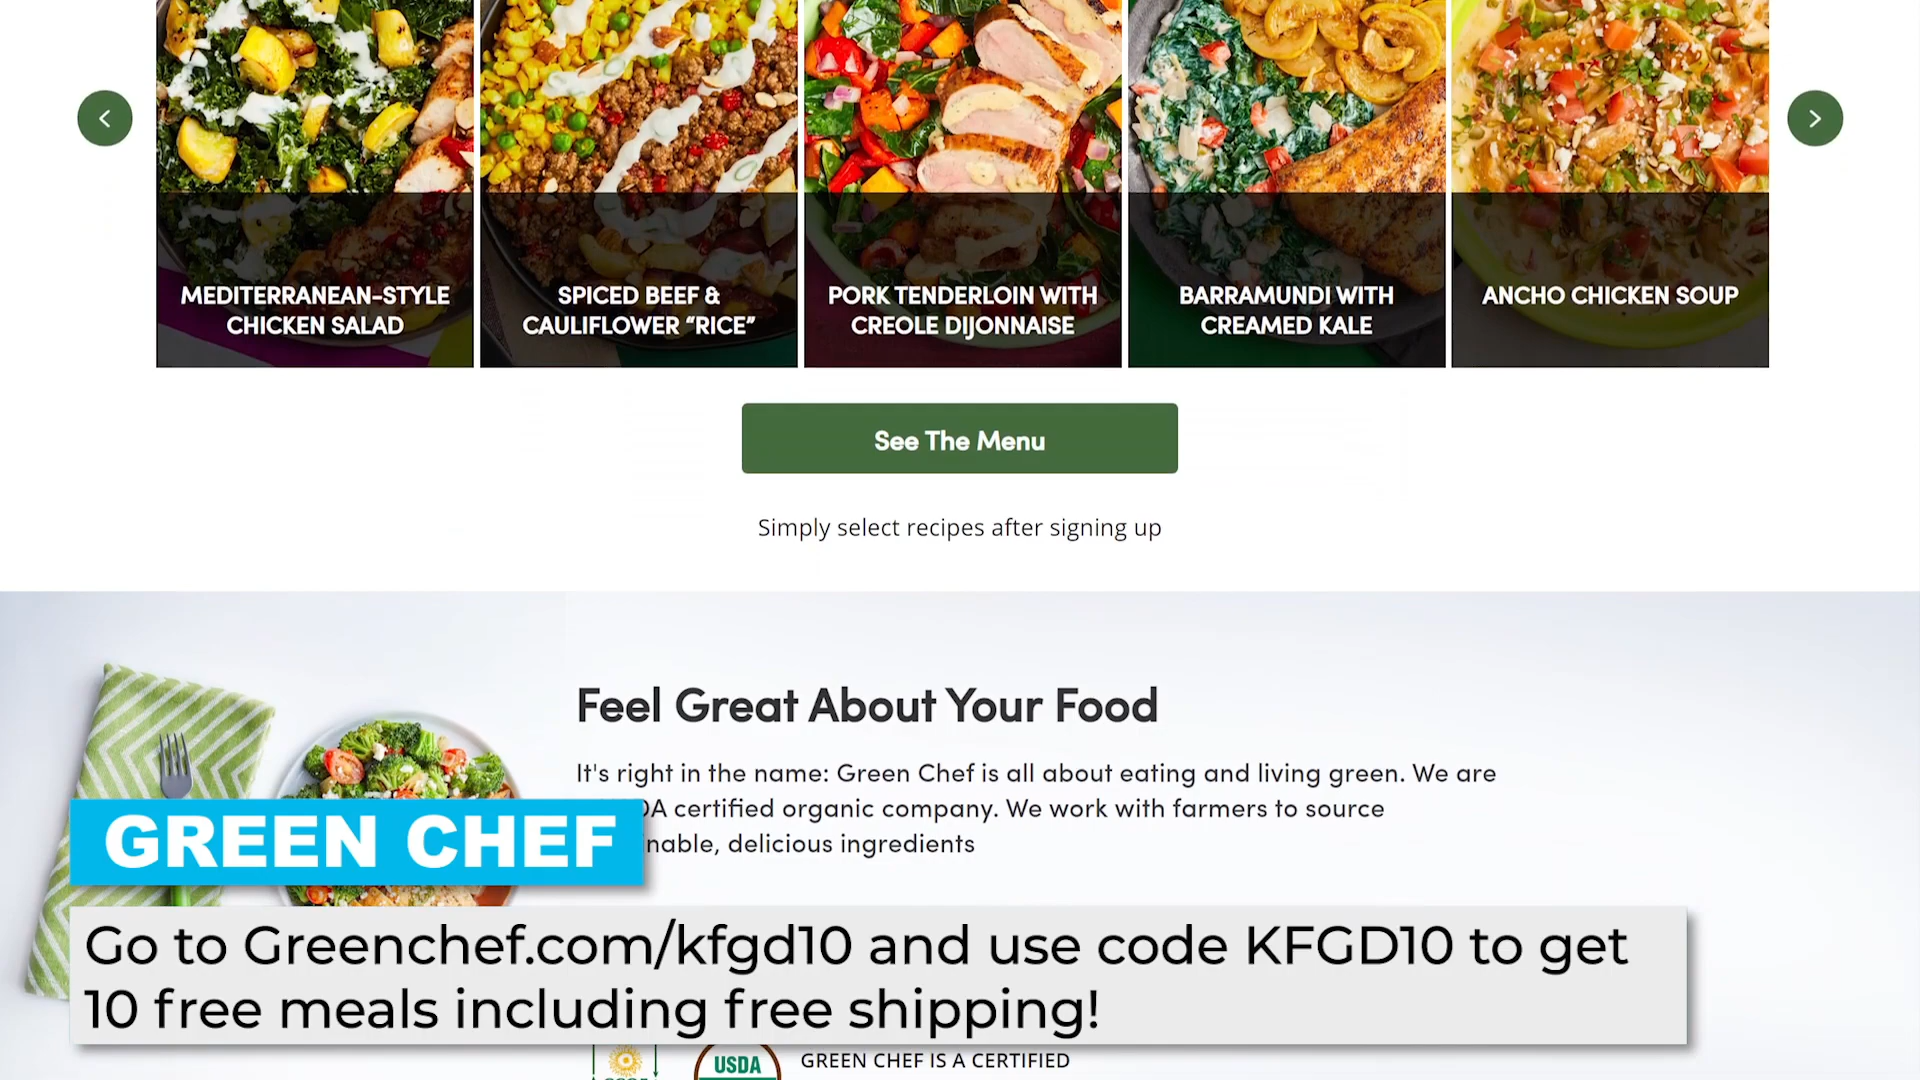 MEDITERRANEAN-STYLE
CHICKEN SALAD
SPICED BEEF &
CAULIFLOWER “RICE”
PORK TENDERLOIN WITH
CREOLE DIJONNAISE
BARRAMUNDI WITH
CREAMED KALE
ANCHO CHICKEN SOUP
See The Menu
Simply select recipes after signing up
Feel Great About Your Food
It's right in the name: Green Chef is all about eating and living green. We are
certified organic company. We work with farmers to source
delicious ingredients
GREEN CHEF
Go to Greenchef.com/kfgd10 and use code KFGD10 to get
10 free meals including free shipping!
USDA
GREEN CHEF IS A CERTIFIED